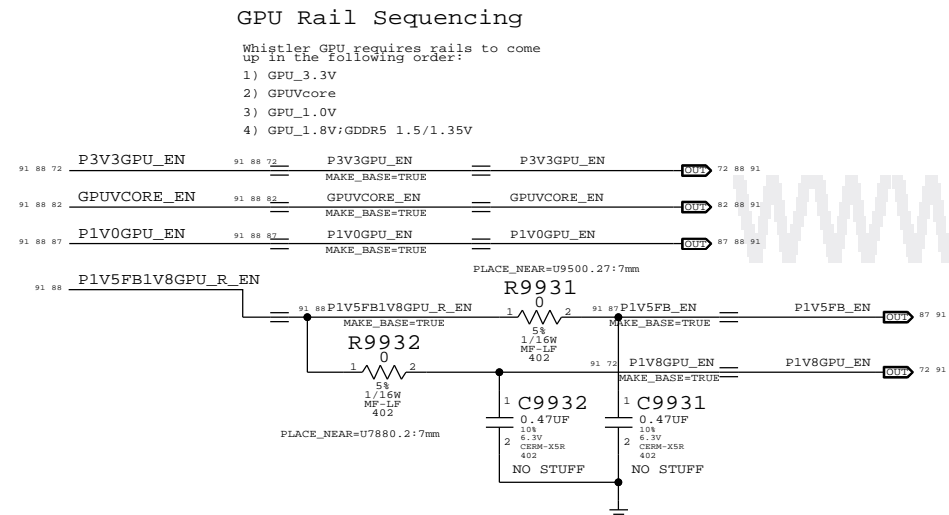 GPU Rail Sequencing
Whistler GPU requires rails to come
up in the following order:
1) GPU_3.3V
2) GPUVcore
3) GPU_1.0V
4) GPU_1.8V;GDDR5 1.5/1.35V
91 88 72 P3V3GPU_EN 91 88 72 P3V3GPU_EN P3V3GPU_EN OUT 72 88 91
MAKE_BASE=TRUE
91 88 82 GPUVCORE_EN 91 88 82 GPUVCORE_EN GPUVCORE_EN OUT 82 88 91
MAKE_BASE=TRUE
91 88 87 P1V0GPU_EN 91 88 87 P1V0GPU_EN P1V0GPU_EN OUT 87 88 91
MAKE_BASE=TRUE
PLACE_NEAR=U9500.27:7mm
91 88 P1V5FB1V8GPU_R_EN
R9931
91 88 P1V5FB1V8GPU_R_EN 1 0 2 91 87 P1V5FB_EN P1V5FB_EN OUT 87 91
MAKE_BASE=TRUE 5% MAKE_BASE=TRUE
1/16W
MF-LF
402
R9932
1 0 2 91 72 P1V8GPU_EN P1V8GPU_EN OUT 72 91
5% MAKE_BASE=TRUE
1/16W
MF-LF
402
PLACE_NEAR=U7880.2:7mm
1 C9932 1 C9931
0.47UF 0.47UF
10% 10%
2 6.3V 2 6.3V
CERM-X5R CERM-X5R
402 402
NO STUFF NO STUFF